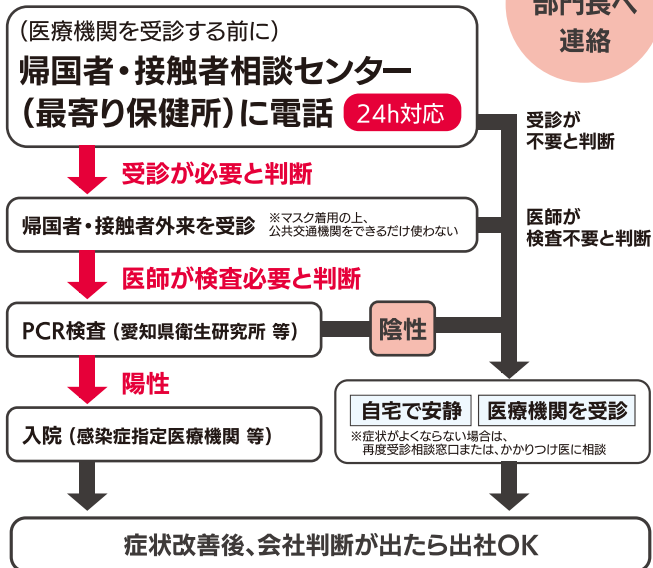 部門長へ
連絡
（医療機関を受診する前に）
帰国者・接触者相談センター
（最寄り保健所）に電話 24h対応
受診が
不要と判断
受診が必要と判断
帰国者・接触者外来を受診 ※マスク着用の上、
公共交通機関をできるだけ使わない
医師が
検査不要と判断
医師が検査必要と判断
PCR検査（愛知県衛生研究所 等）
陰性
陽性
自宅で安静 医療機関を受診
※症状がよくならない場合は、
再度受診相談窓口または、かかりつけ医に相談
入院（感染症指定医療機関 等）
症状改善後、会社判断が出たら出社OK